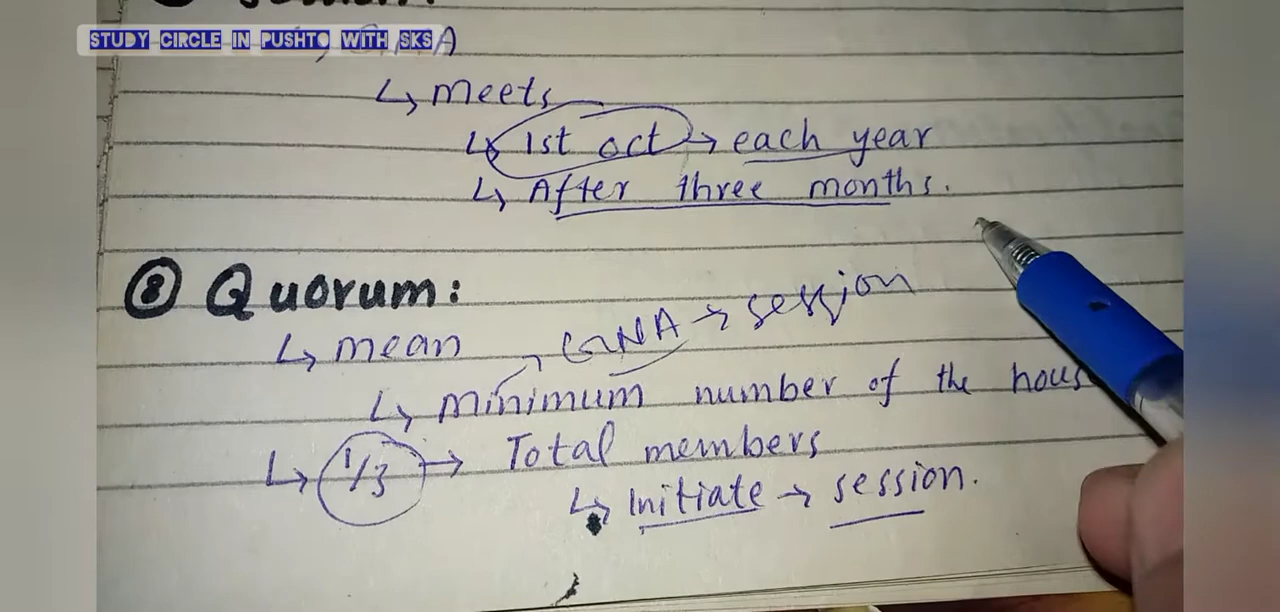 STUDY CIRCLE IN PUSHTO WITH SKS
↳ meets
↳ 1st oct → each year
↳ After three months.
⑧ Quorum:
↳ mean GNA → session
↳ minimum number of the hous
↳ 1/3 → Total members
↳ Initiate → session.